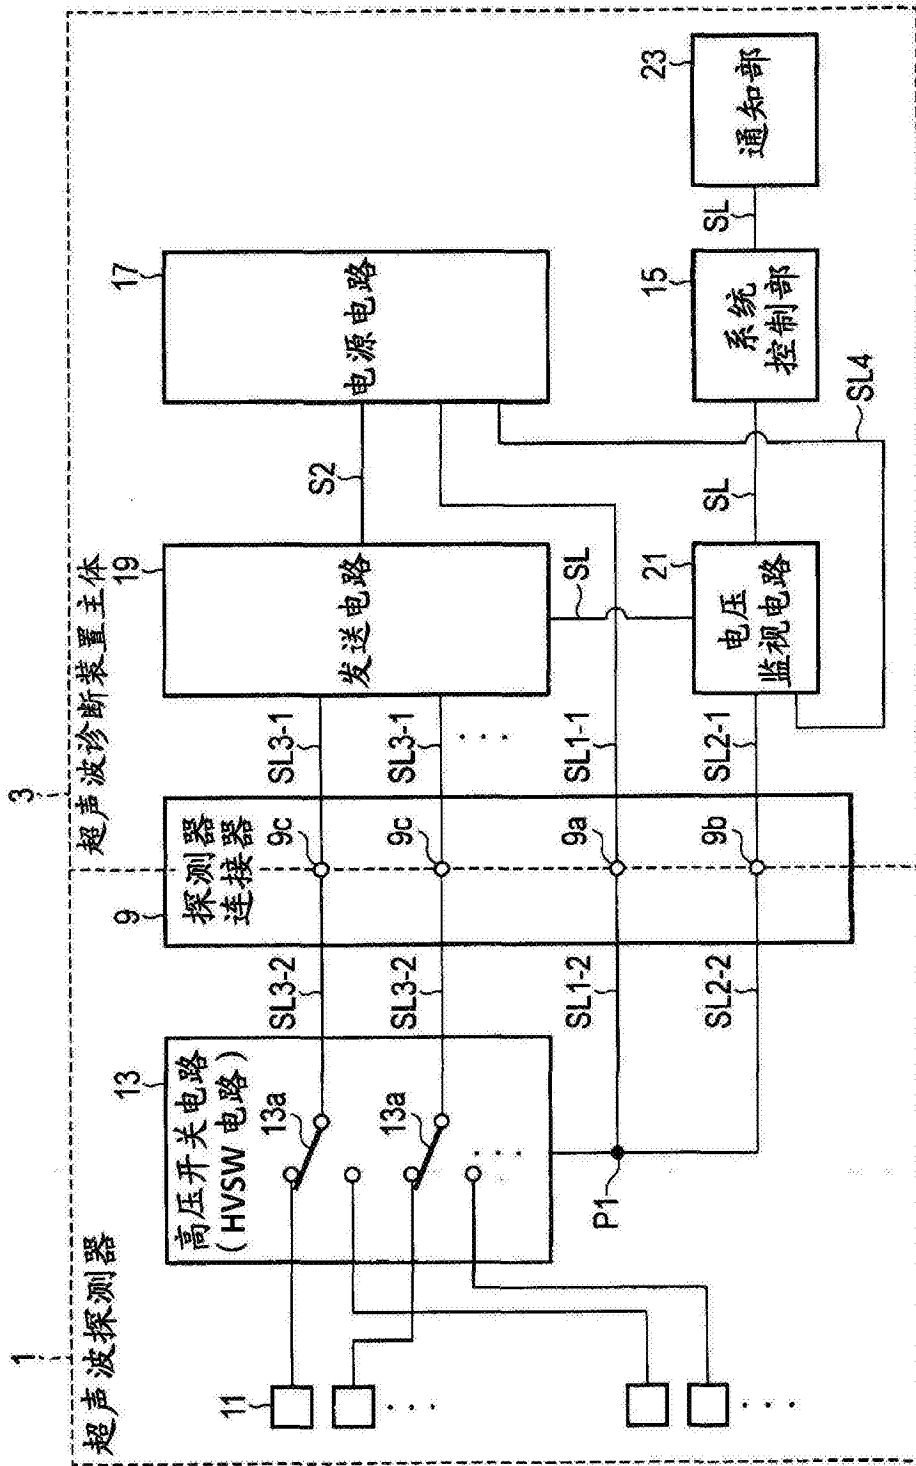 1
超声波探测器
3
超声波诊断装置主体
13
高压开关电路
(HVSW 电路)
13a
13a
...
P1
11
...
...
9
探测器
连接器
9c
9c
9a
9b
SL3-2
SL3-2
SL1-2
SL2-2
SL3-1
SL3-1
...
SL1-1
SL2-1
19
发送电路
S2
17
电源电路
SL
21
电压
监视电路
SL
15
系统
控制部
SL4
SL
23
通知部